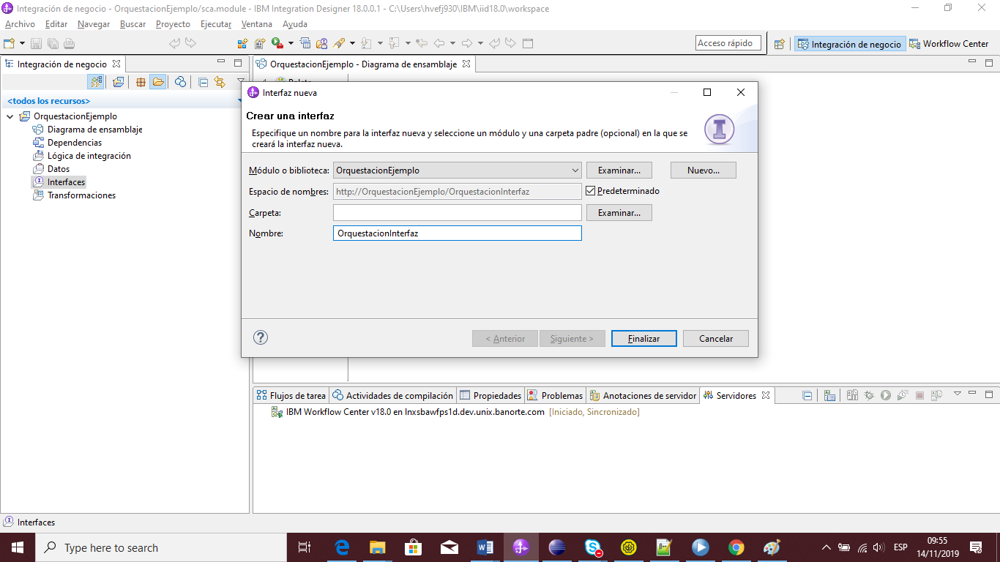 Integración de negocio - OrquestacionEjemplo/sca.module - IBM Integration Designer 18.0.0.1 - C:\Users\hvefj930\IBM\iid18.0\workspace
Archivo Editar Navegar Buscar Proyecto Ejecutar Ventana Ayuda
Acceso rápido Integración de negocio Workflow Center
Integración de negocio
OrquestacionEjemplo - Diagrama de ensamblaje
<todos los recursos>
OrquestacionEjemplo
Diagrama de ensamblaje
Dependencias
Lógica de integración
Datos
Interfaces
Transformaciones
Interfaz nueva
Crear una interfaz
Especifique un nombre para la interfaz nueva y seleccione un módulo y una carpeta padre (opcional) en la que se
creará la interfaz nueva.
Módulo o biblioteca: OrquestacionEjemplo Examinar... Nuevo...
Espacio de nombres: http://OrquestacionEjemplo/OrquestacionInterfaz Predeterminado
Carpeta: Examinar...
Nombre: OrquestacionInterfaz
< Anterior Siguiente > Finalizar Cancelar
Flujos de tarea Actividades de compilación Propiedades Problemas Anotaciones de servidor Servidores
IBM Workflow Center v18.0 en lnxsbawfps1d.dev.unix.banorte.com [Iniciado, Sincronizado]
Interfaces
Type here to search
ESP
09:55
14/11/2019